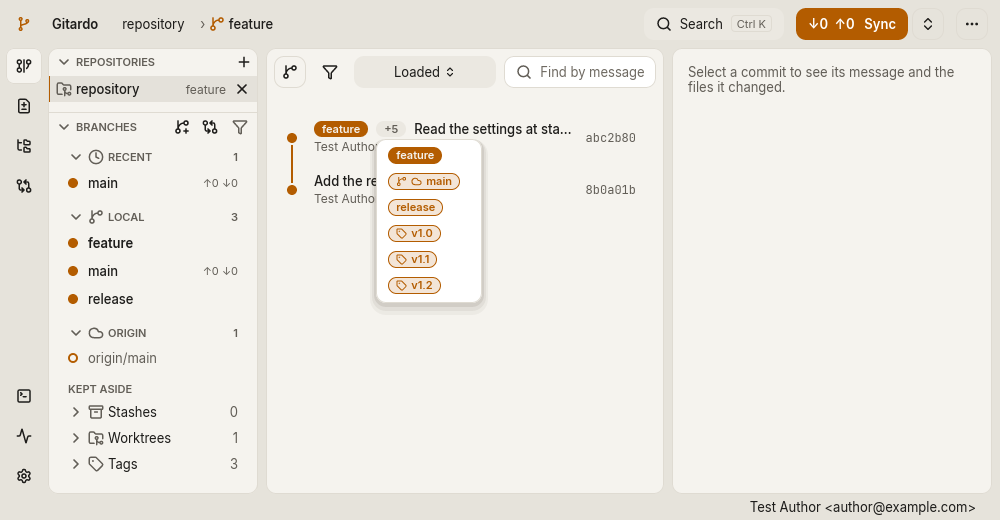 Gitardo repository › feature Search Ctrl K ↓0 ↑0 Sync
REPOSITORIES
repository feature
BRANCHES
RECENT 1
main ↑0 ↓0
LOCAL 3
feature
main ↑0 ↓0
release
ORIGIN 1
origin/main
KEPT ASIDE
Stashes 0
Worktrees 1
Tags 3
Loaded Find by message
feature +5 Read the settings at sta... abc2b80
Test Autho
Add the re 8b0a01b
Test Autho
feature
main
release
v1.0
v1.1
v1.2
Select a commit to see its message and the
files it changed.
Test Author <author@example.com>